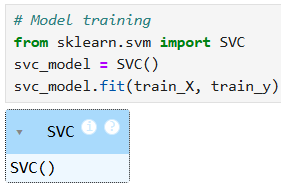 # Model training
from sklearn.svm import SVC
svc_model = SVC()
svc_model.fit(train_X, train_y)
▾ SVC i ?
SVC()